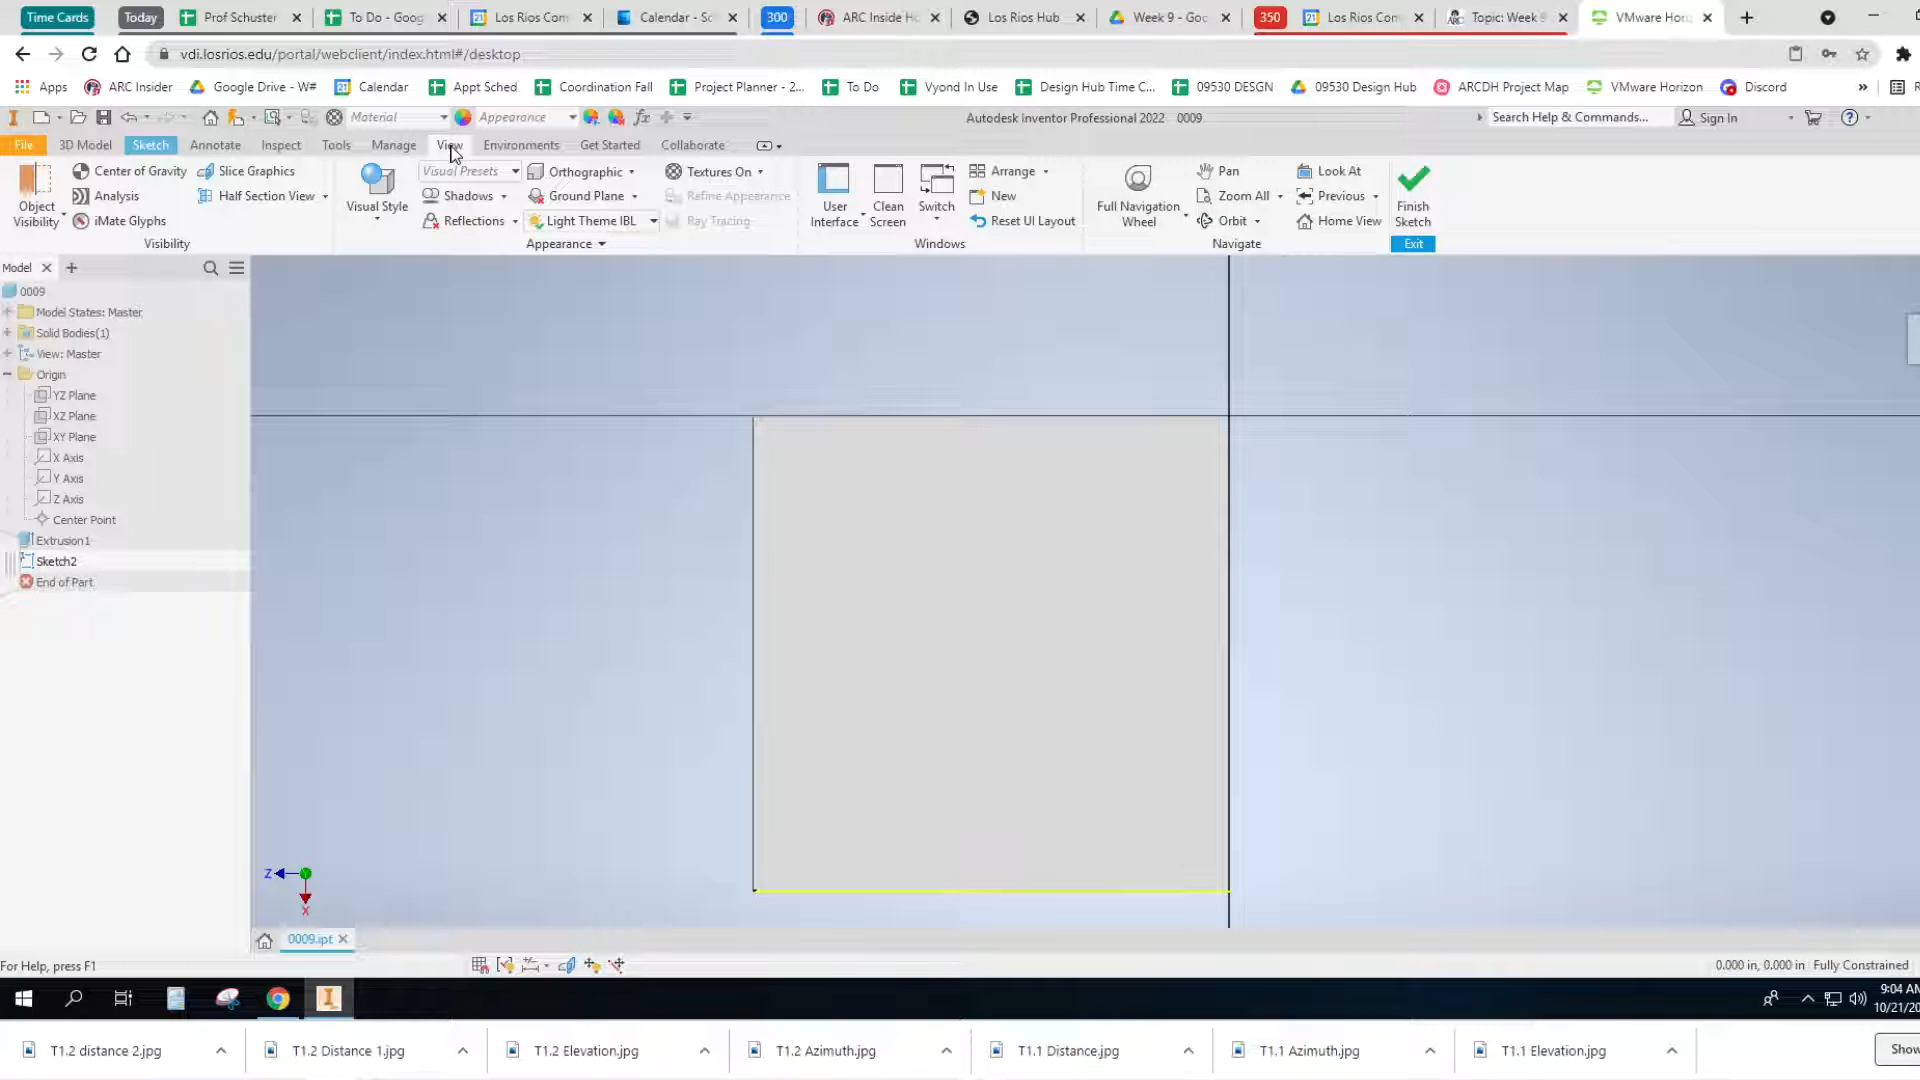 Time Cards Today Prof Schuster To Do - Goog Los Rios Com Calendar - Sc 300 ARC Inside Ho Los Rios Hub Week 9 - Goo 350 Los Rios Com Topic: Week 9 VMware Hori
vdi.losrios.edu/portal/webclient/index.html#/desktop
Apps ARC Insider Google Drive - W# Calendar Appt Sched Coordination Fall Project Planner - 2... To Do Vyond In Use Design Hub Time C... 09530 DESGN 09530 Design Hub ARCDH Project Map VMware Horizon Discord »
Material Appearance fx Autodesk Inventor Professional 2022 0009 Search Help & Commands... Sign In
File 3D Model Sketch Annotate Inspect Tools Manage View Environments Get Started Collaborate
Center of Gravity Slice Graphics Visual Presets Orthographic Textures On Arrange Pan Look At
Analysis Half Section View Shadows Ground Plane Refine Appearance New Zoom All Previous
Object Visibility iMate Glyphs Visual Style Reflections Light Theme IBL Ray Tracing User Interface Clean Screen Switch Reset UI Layout Full Navigation Wheel Orbit Home View Finish Sketch
Visibility Appearance Windows Navigate Exit
Model
0009
Model States: Master
Solid Bodies(1)
View: Master
Origin
YZ Plane
XZ Plane
XY Plane
X Axis
Y Axis
Z Axis
Center Point
Extrusion1
Sketch2
End of Part
Z
X
0009.ipt
For Help, press F1 0.000 in, 0.000 in Fully Constrained
9:04 AM
10/21/20
T1.2 distance 2.jpg T1.2 Distance 1.jpg T1.2 Elevation.jpg T1.2 Azimuth.jpg T1.1 Distance.jpg T1.1 Azimuth.jpg T1.1 Elevation.jpg Show